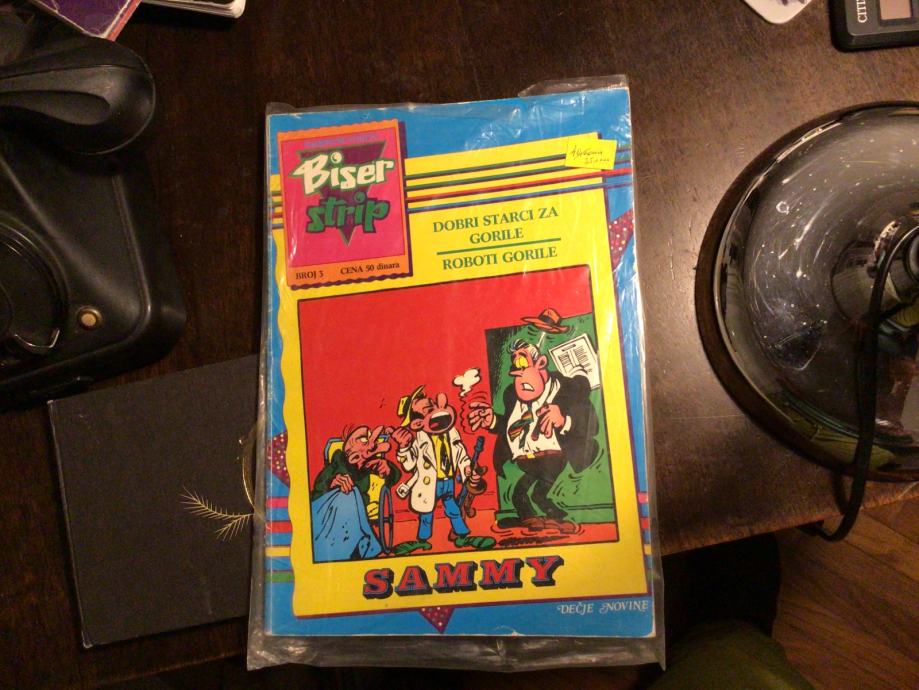 Biser
strip
BROJ 3 CENA 50 dinara
DOBRI STARCI ZA
GORILE
ROBOTI GORILE
SAMMY
DEČJE NOVINE